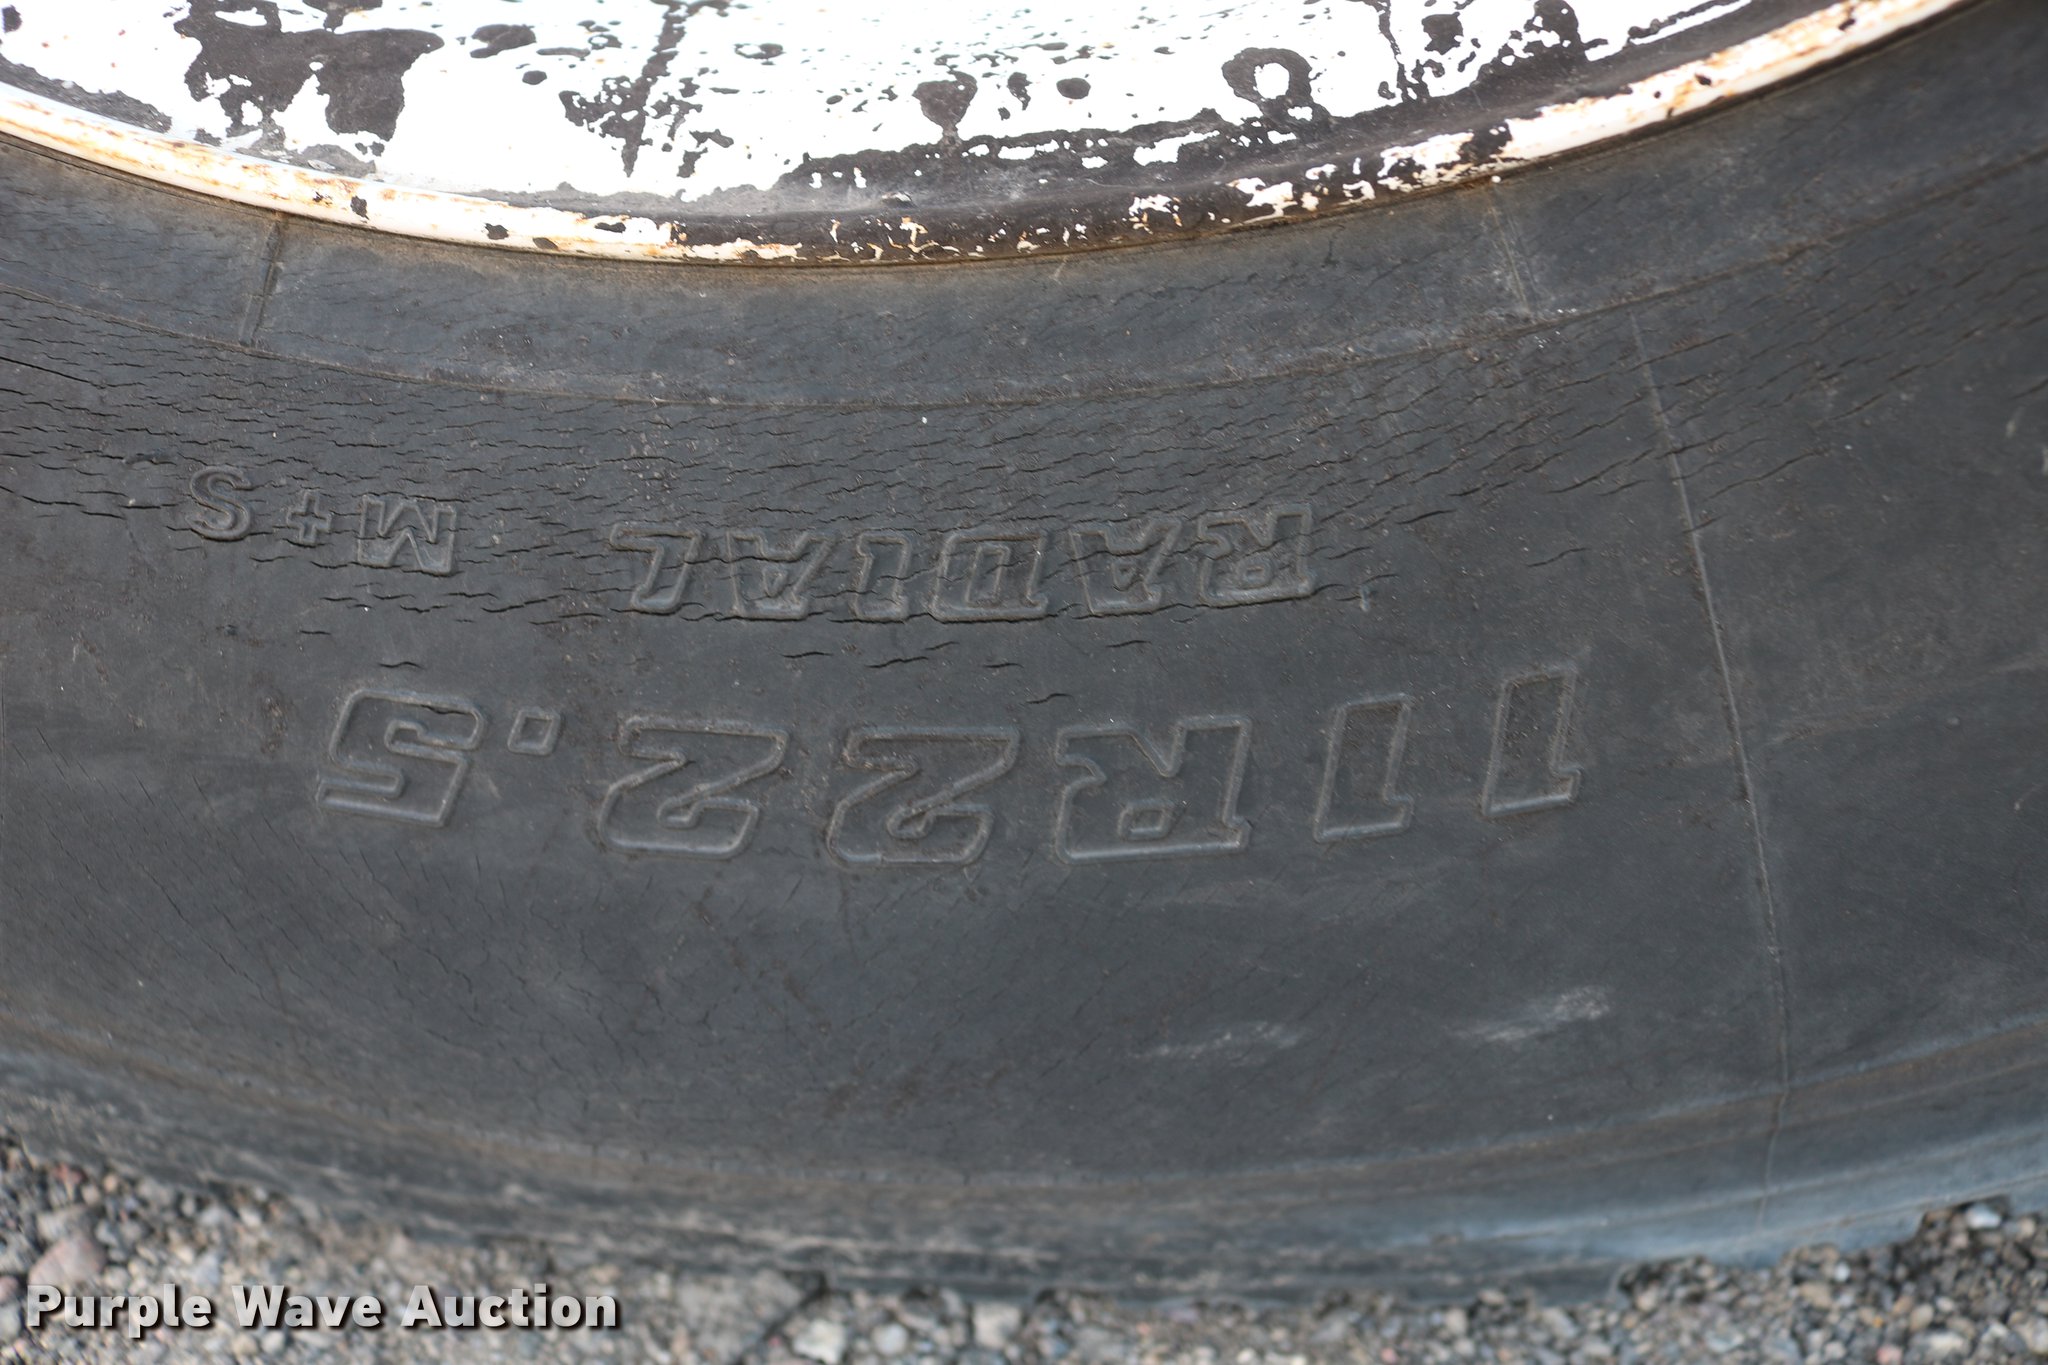 11R22.5
RADIAL M+S
Purple Wave Auction